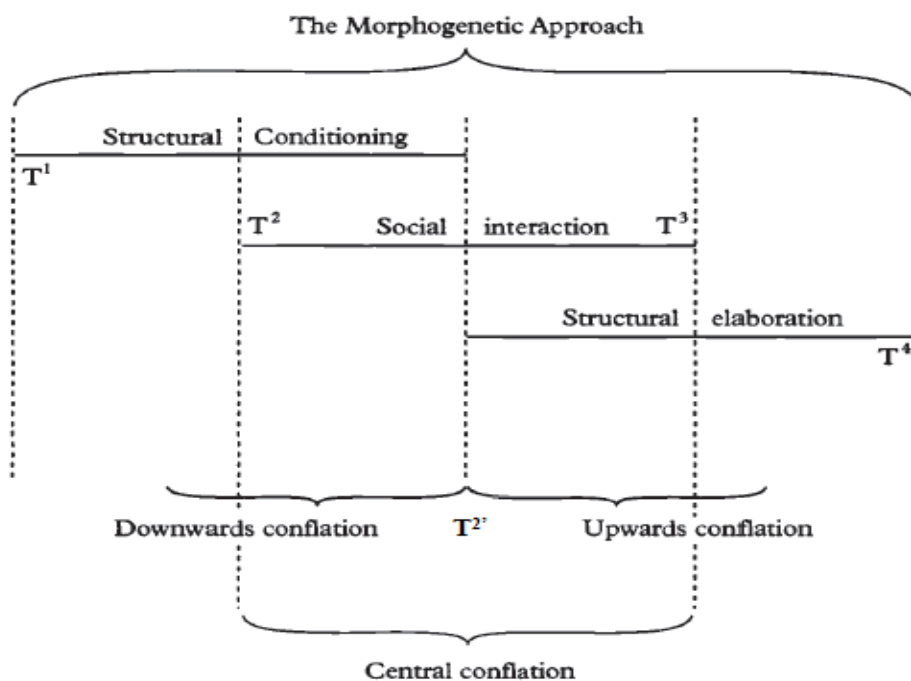 The Morphogenetic Approach
Structural Conditioning
T¹
T² Social interaction T³
Structural elaboration
T⁴
Downwards conflation T²’ Upwards conflation
Central conflation